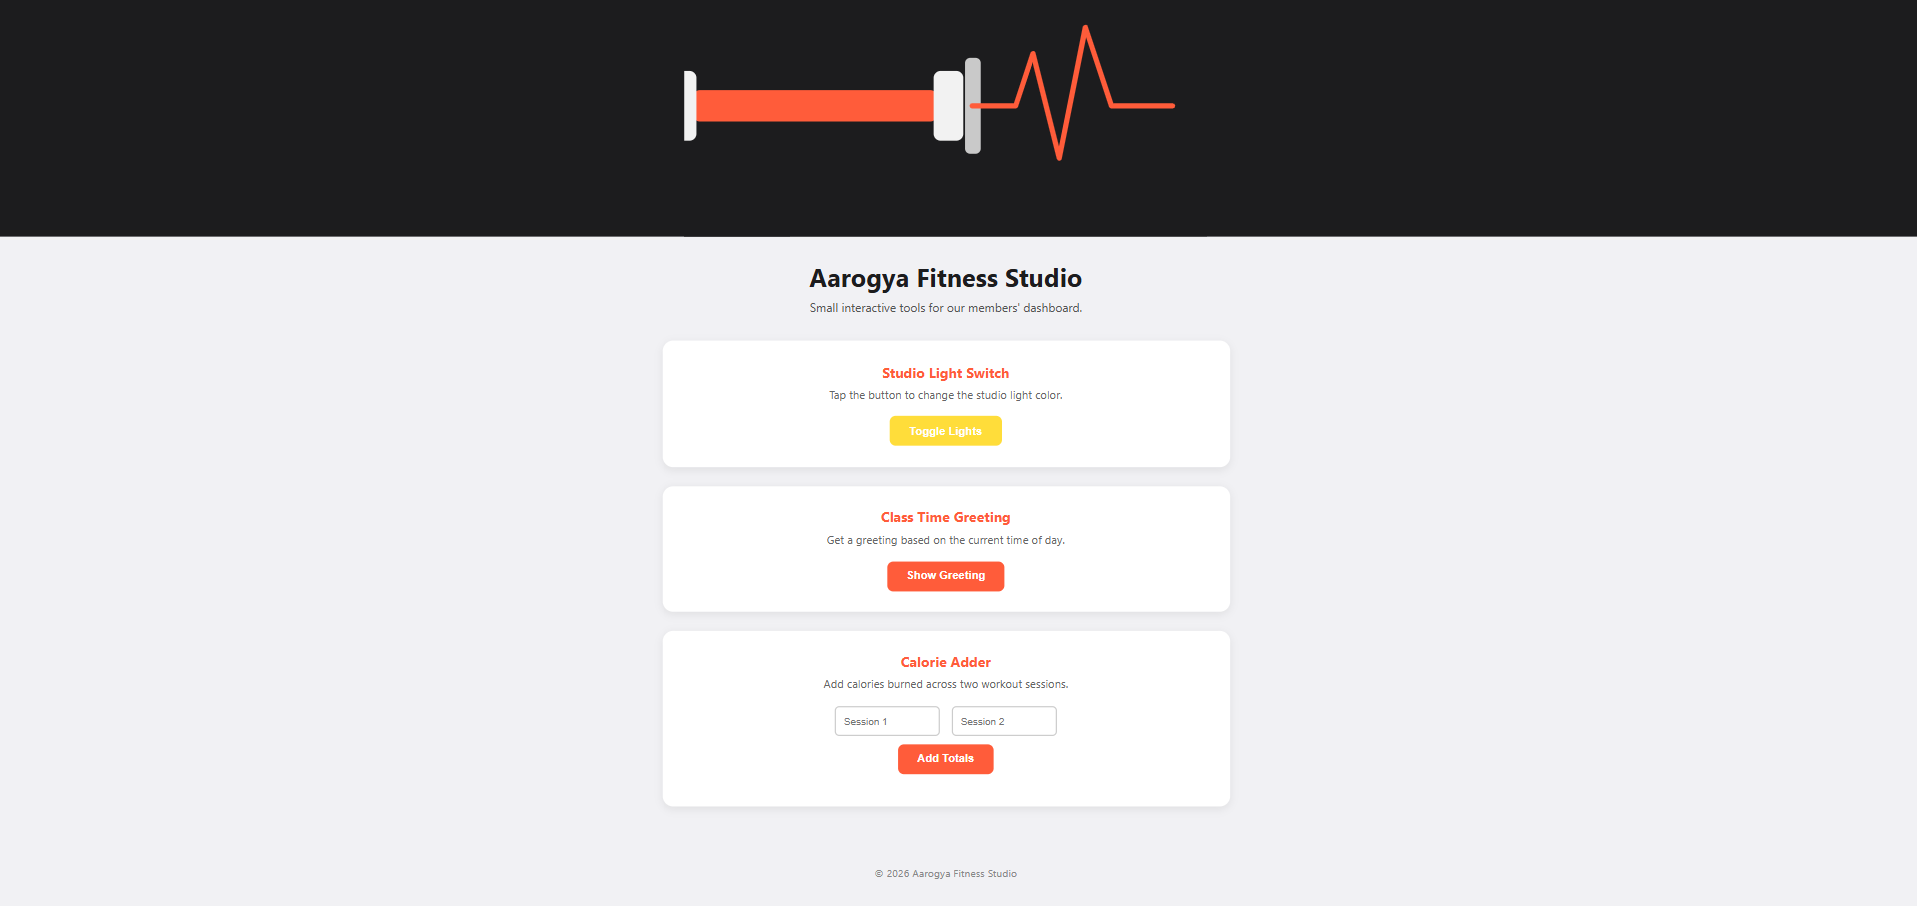 Aarogya Fitness Studio
Small interactive tools for our members' dashboard.
Studio Light Switch
Tap the button to change the studio light color.
Toggle Lights
Class Time Greeting
Get a greeting based on the current time of day.
Show Greeting
Calorie Adder
Add calories burned across two workout sessions.
Session 1 Session 2
Add Totals
© 2026 Aarogya Fitness Studio